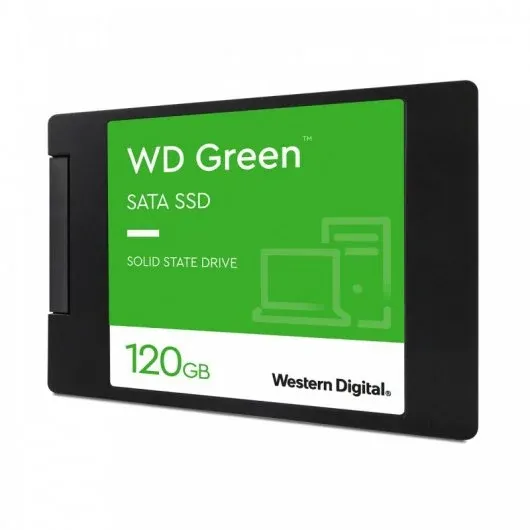 WD Green™
SATA SSD
SOLID STATE DRIVE
120GB
Western Digital®